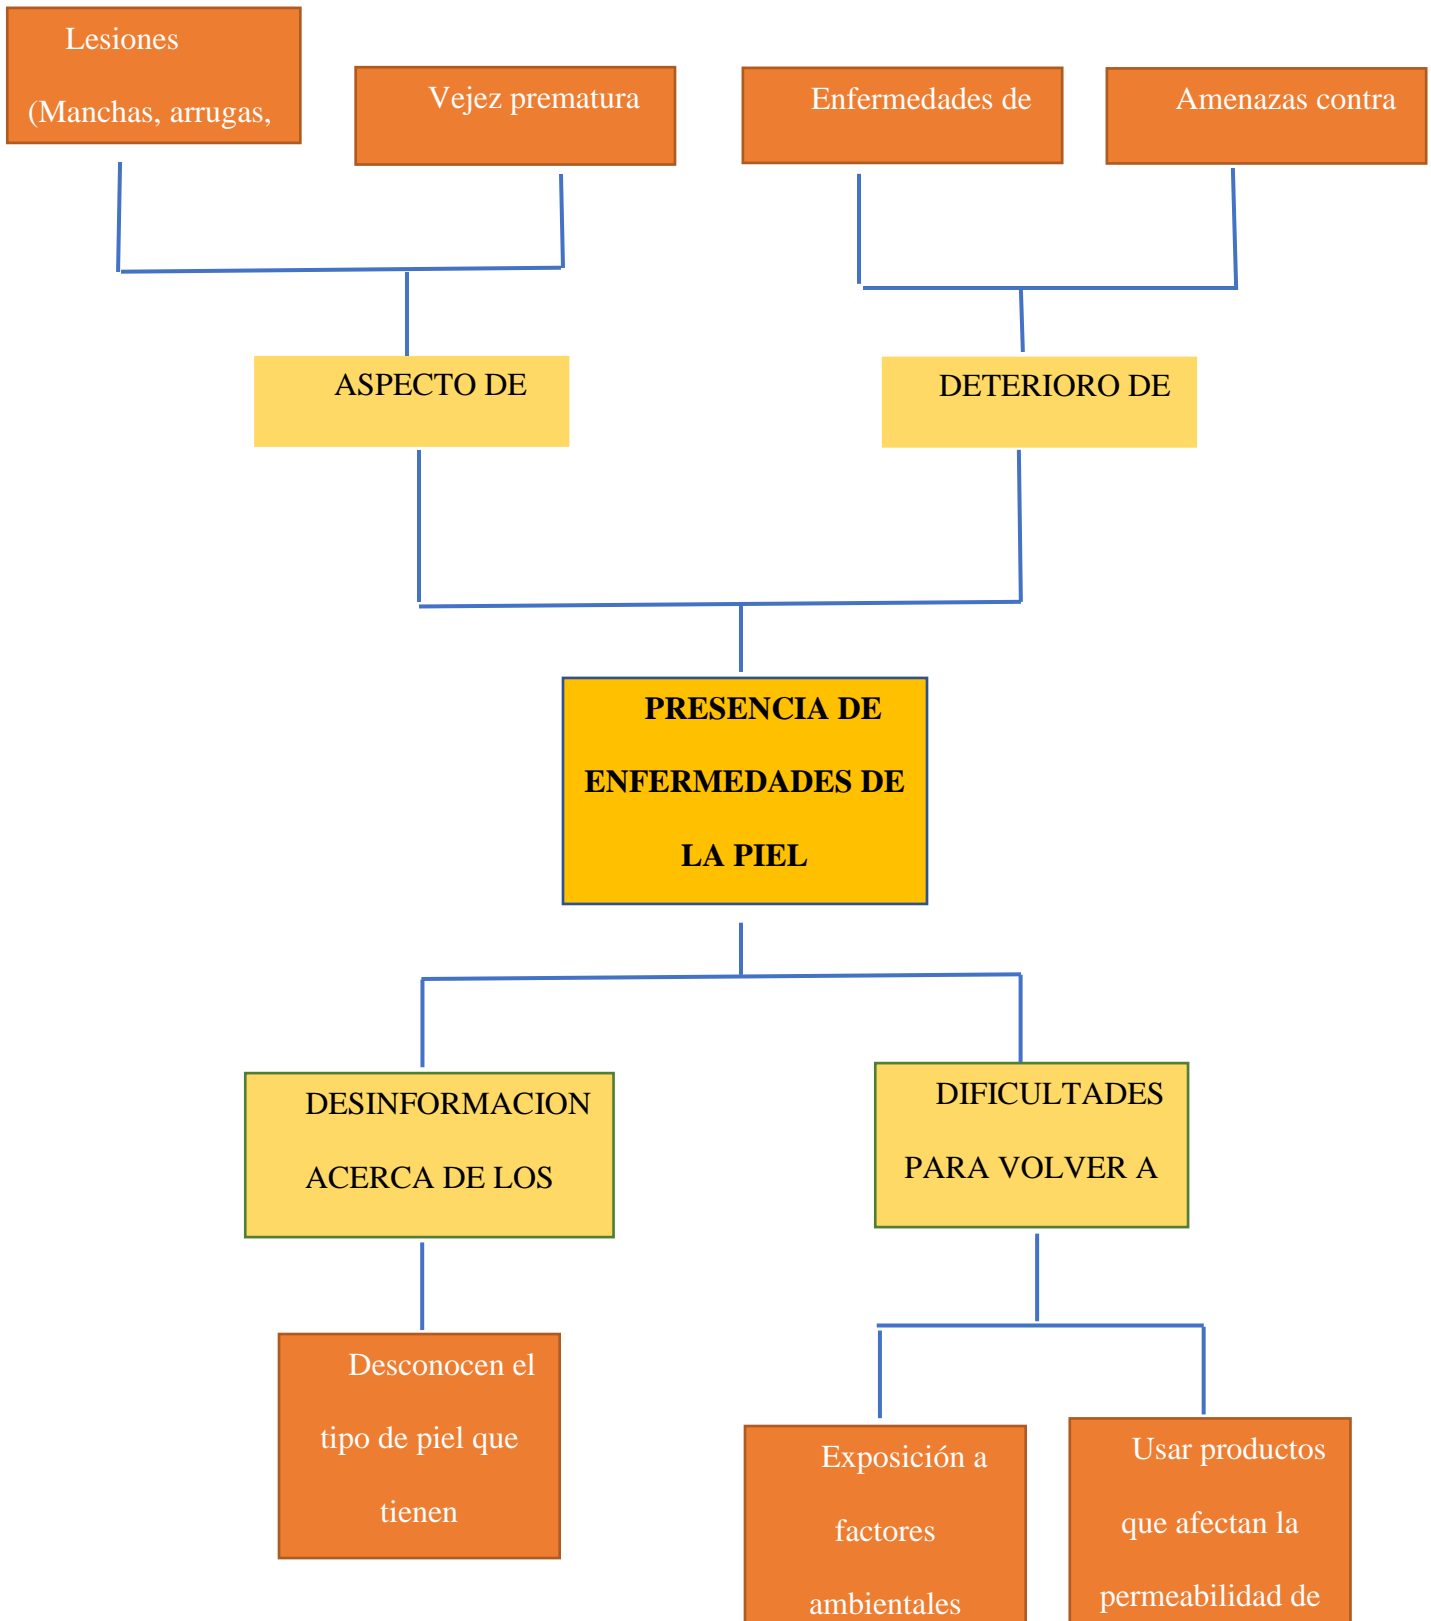 Lesiones
(Manchas, arrugas,
Vejez prematura
Enfermedades de
Amenazas contra
ASPECTO DE
DETERIORO DE
PRESENCIA DE
ENFERMEDADES DE
LA PIEL
DESINFORMACION
ACERCA DE LOS
DIFICULTADES
PARA VOLVER A
Desconocen el
tipo de piel que
tienen
Exposición a
factores
ambientales
Usar productos
que afectan la
permeabilidad de